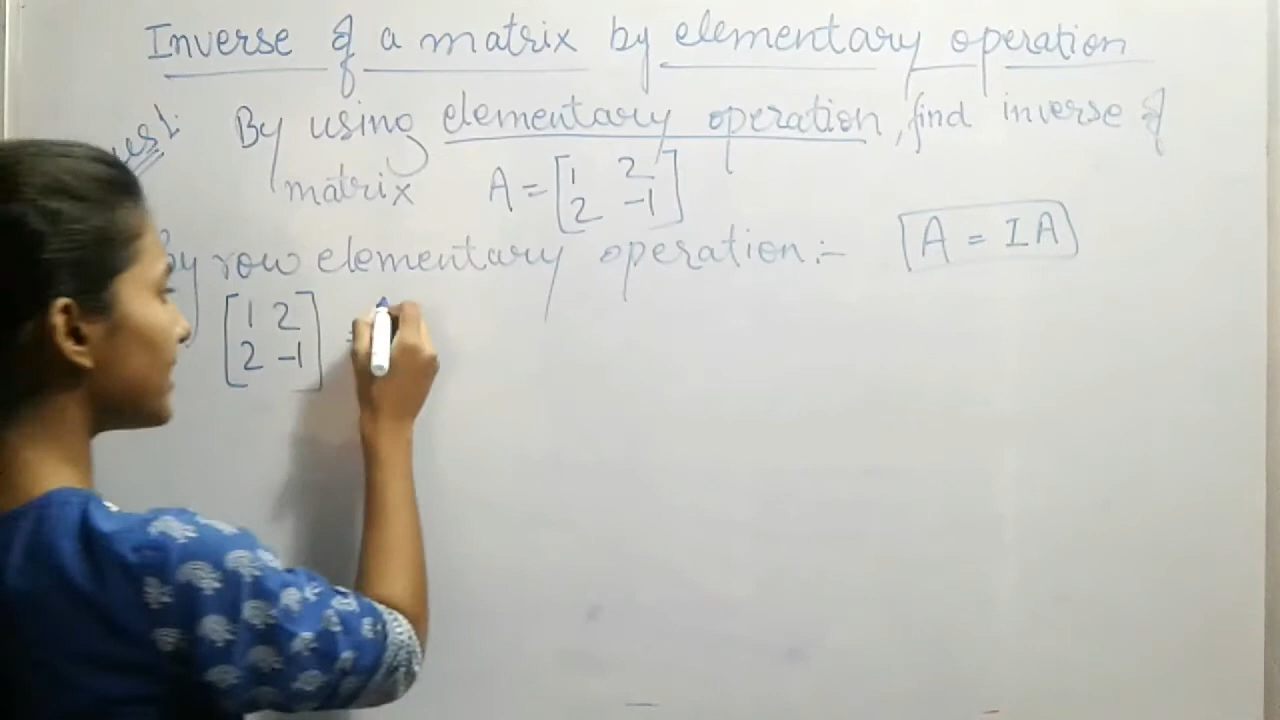 Inverse of a matrix by elementary operation
By using elementary operation, find inverse of
matrix A = [1 2
2 -1]
row elementary operation :- A = IA
[1 2
2 -1]